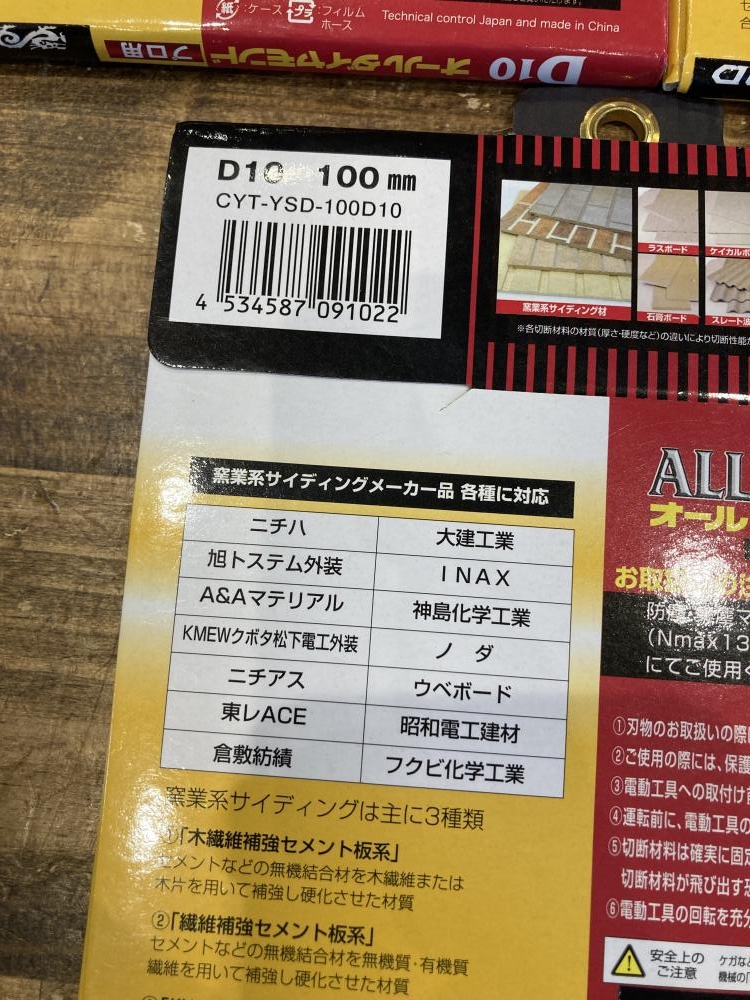 紙 :ケース プラ :フィルム
ホース
Technical control Japan and made in China
D10 オールダイヤモンド プロ用
D10 100 mm
CYT-YSD-100D10
4 534587 091022
窯業系サイディング材
ラスボード
石膏ボード
※各切断材料の材質(厚さ・硬度など)の違いにより切断性能
窯業系サイディングメーカー品 各種に対応
ニチハ 大建工業
旭トステム外装 INAX
A&Aマテリアル 神島化学工業
KMEWクボタ松下電工外装 ノダ
ニチアス ウベボード
東レACE 昭和電工建材
倉敷紡績 フクビ化学工業
窯業系サイディングは主に3種類
①「木繊維補強セメント板系」
セメントなどの無機結合材を木繊維または
木片を用いて補強し硬化させた材質
②「繊維補強セメント板系」
セメントなどの無機結合材を無機質・有機質
繊維を用いて補強し硬化させた材質
ALL
オール
(Nmax13
にてご使用
①刃物のお取扱いの際
②ご使用の際には、保護
③電動工具への取付け
④運転前に、電動工具の
⑤切断材料は確実に固定
切断材料が飛び出す
⑥電動工具の回転を充分
安全上の
ご注意